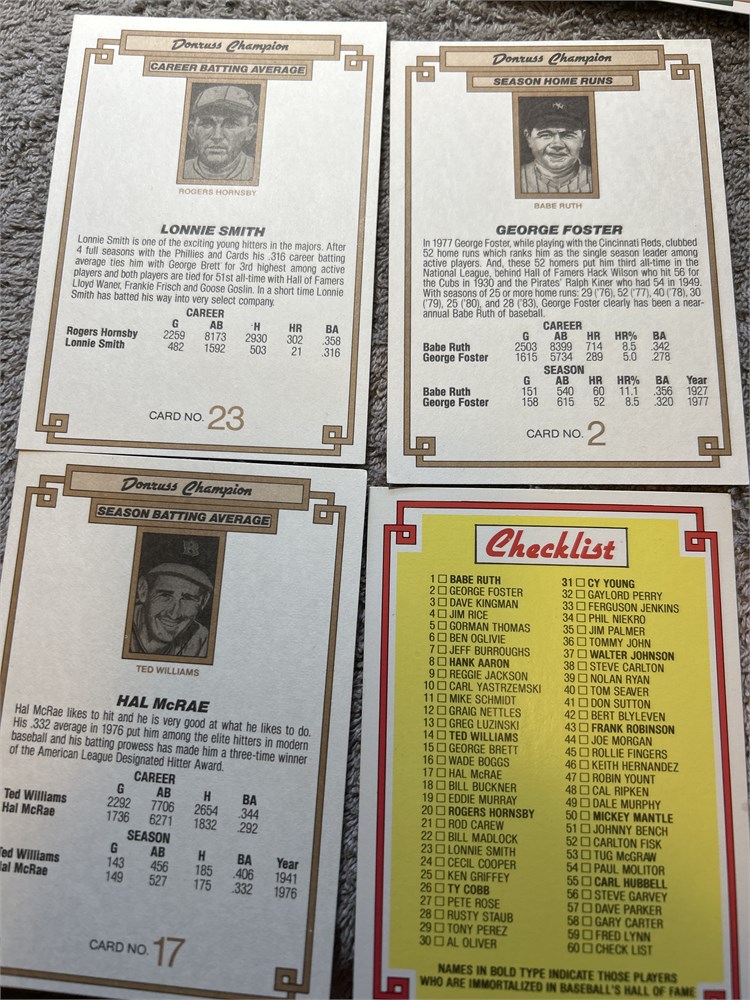 Donruss Champion
CAREER BATTING AVERAGE
ROGERS HORNSBY
LONNIE SMITH
Lonnie Smith is one of the exciting young hitters in the majors. After
4 full seasons with the Phillies and Cards his .316 career batting
average ties him with George Brett for 3rd highest among active
players and both players are tied for 51st all-time with Hall of Famers
Lloyd Waner, Frankie Frisch and Goose Goslin. In a short time Lonnie
Smith has batted his way into very select company.
CAREER
G AB H HR BA
Rogers Hornsby 2259 8173 2930 302 .358
Lonnie Smith 482 1592 503 21 .316
CARD NO. 23
Donruss Champion
SEASON HOME RUNS
BABE RUTH
GEORGE FOSTER
In 1977 George Foster, while playing with the Cincinnati Reds, clubbed
52 home runs which ranks him as the single season leader among
active players. And, these 52 homers put him third all-time in the
National League, behind Hall of Famers Hack Wilson who hit 56 for
the Cubs in 1930 and the Pirates' Ralph Kiner who had 54 in 1949.
With seasons of 25 or more home runs: 29 ('76), 52 ('77), 40 ('78), 30
('79), 25 ('80), and 28 ('83), George Foster clearly has been a near-
annual Babe Ruth of baseball.
CAREER
G AB HR HR% BA
Babe Ruth 2503 8399 714 8.5 .342
George Foster 1615 5734 289 5.0 .278
SEASON
G AB HR HR% BA Year
Babe Ruth 151 540 60 11.1 .356 1927
George Foster 158 615 52 8.5 .320 1977
CARD NO. 2
Donruss Champion
SEASON BATTING AVERAGE
TED WILLIAMS
HAL McRAE
Hal McRae likes to hit and he is very good at what he likes to do.
His .332 average in 1976 put him among the elite hitters in modern
baseball and his batting prowess has made him a three-time winner
of the American League Designated Hitter Award.
CAREER
G AB H BA
Ted Williams 2292 7706 2654 .344
Hal McRae 1736 6271 1832 .292
SEASON
G AB H BA Year
Ted Williams 143 456 185 .406 1941
Hal McRae 149 527 175 .332 1976
CARD NO. 17
Checklist
1 BABE RUTH
2 GEORGE FOSTER
3 DAVE KINGMAN
4 JIM RICE
5 GORMAN THOMAS
6 BEN OGLIVIE
7 JEFF BURROUGHS
8 HANK AARON
9 REGGIE JACKSON
10 CARL YASTRZEMSKI
11 MIKE SCHMIDT
12 GRAIG NETTLES
13 GREG LUZINSKI
14 TED WILLIAMS
15 GEORGE BRETT
16 WADE BOGGS
17 HAL McRAE
18 BILL BUCKNER
19 EDDIE MURRAY
20 ROGERS HORNSBY
21 ROD CAREW
22 BILL MADLOCK
23 LONNIE SMITH
24 CECIL COOPER
25 KEN GRIFFEY
26 TY COBB
27 PETE ROSE
28 RUSTY STAUB
29 TONY PEREZ
30 AL OLIVER
31 CY YOUNG
32 GAYLORD PERRY
33 FERGUSON JENKINS
34 PHIL NIEKRO
35 JIM PALMER
36 TOMMY JOHN
37 WALTER JOHNSON
38 STEVE CARLTON
39 NOLAN RYAN
40 TOM SEAVER
41 DON SUTTON
42 BERT BLYLEVEN
43 FRANK ROBINSON
44 JOE MORGAN
45 ROLLIE FINGERS
46 KEITH HERNANDEZ
47 ROBIN YOUNT
48 CAL RIPKEN
49 DALE MURPHY
50 MICKEY MANTLE
51 JOHNNY BENCH
52 CARLTON FISK
53 TUG McGRAW
54 PAUL MOLITOR
55 CARL HUBBELL
56 STEVE GARVEY
57 DAVE PARKER
58 GARY CARTER
59 FRED LYNN
60 CHECK LIST
NAMES IN BOLD TYPE INDICATE THOSE PLAYERS
WHO ARE IMMORTALIZED IN BASEBALL'S HALL OF FAME